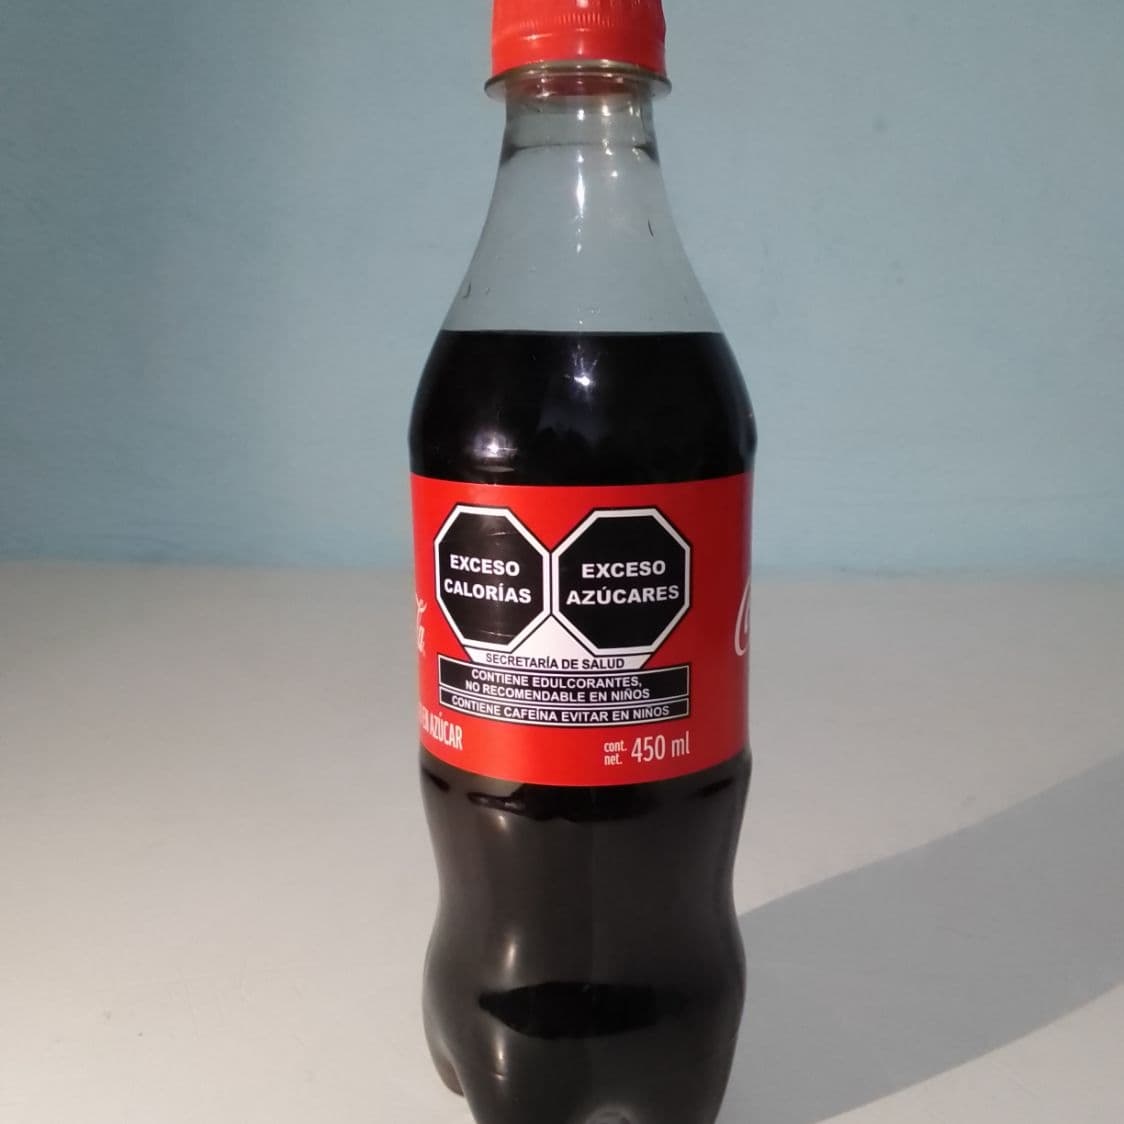 EXCESO
CALORÍAS
EXCESO
AZÚCARES
SECRETARÍA DE SALUD
CONTIENE EDULCORANTES,
NO RECOMENDABLE EN NIÑOS
CONTIENE CAFEÍNA EVITAR EN NIÑOS
EN AZÚCAR
cont.
net. 450 ml